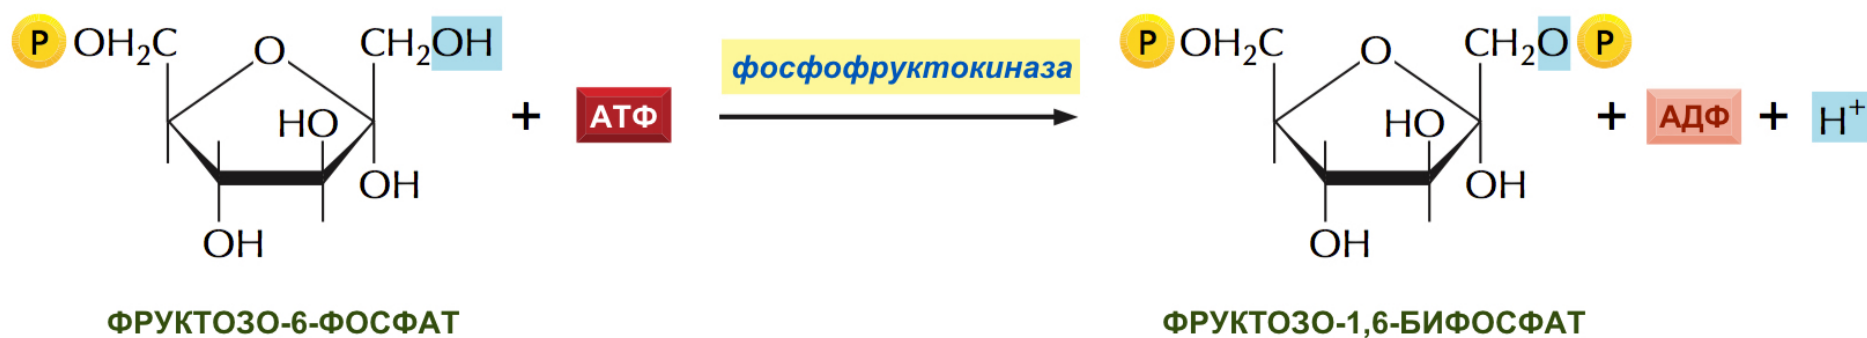 P OH₂C O CH₂OH
HO
OH
OH
+ АТФ
фосфофруктокиназа
P OH₂C O CH₂O P
HO
OH
OH
+ АДФ + H⁺
ФРУКТОЗО-6-ФОСФАТ
ФРУКТОЗО-1,6-БИФОСФАТ